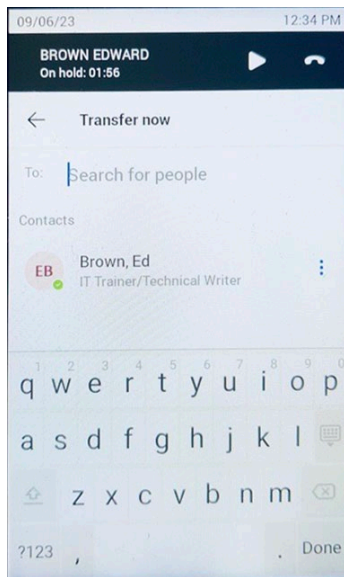 09/06/23 12:34 PM
BROWN EDWARD
On hold: 01:56
Transfer now
To: Search for people
Contacts
EB Brown, Ed
IT Trainer/Technical Writer
1 2 3 4 5 6 7 8 9 0
q w e r t y u i o p
a s d f g h j k l
z x c v b n m
?123 , . Done